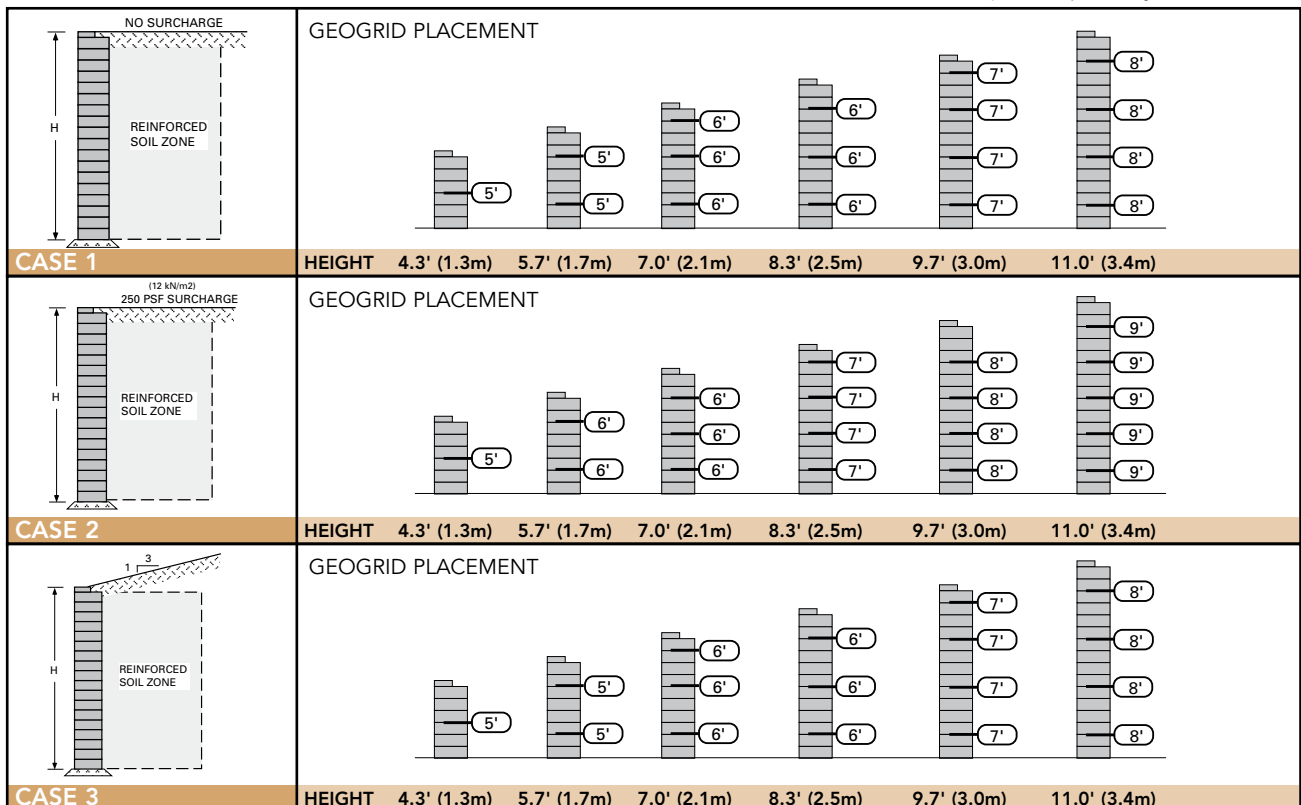 NO SURCHARGE
H
REINFORCED
SOIL ZONE
CASE 1
GEOGRID PLACEMENT
5'
5'
5'
6'
6'
6'
6'
6'
6'
7'
7'
7'
7'
8'
8'
8'
8'
HEIGHT 4.3' (1.3m) 5.7' (1.7m) 7.0' (2.1m) 8.3' (2.5m) 9.7' (3.0m) 11.0' (3.4m)
(12 kN/m2)
250 PSF SURCHARGE
H
REINFORCED
SOIL ZONE
CASE 2
GEOGRID PLACEMENT
5'
6'
6'
6'
6'
6'
7'
7'
7'
7'
8'
8'
8'
8'
9'
9'
9'
9'
9'
HEIGHT 4.3' (1.3m) 5.7' (1.7m) 7.0' (2.1m) 8.3' (2.5m) 9.7' (3.0m) 11.0' (3.4m)
3
1
H
REINFORCED
SOIL ZONE
CASE 3
GEOGRID PLACEMENT
5'
5'
5'
6'
6'
6'
6'
6'
6'
7'
7'
7'
7'
8'
8'
8'
8'
HEIGHT 4.3' (1.3m) 5.7' (1.7m) 7.0' (2.1m) 8.3' (2.5m) 9.7' (3.0m) 11.0' (3.4m)